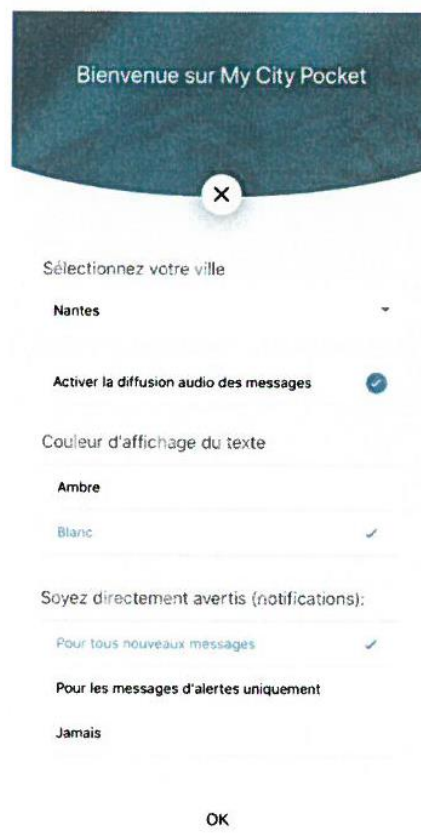 Bienvenue sur My City Pocket
Sélectionnez votre ville
Nantes
Activer la diffusion audio des messages
Couleur d'affichage du texte
Ambre
Blanc
Soyez directement avertis (notifications):
Pour tous nouveaux messages
Pour les messages d'alertes uniquement
Jamais
OK